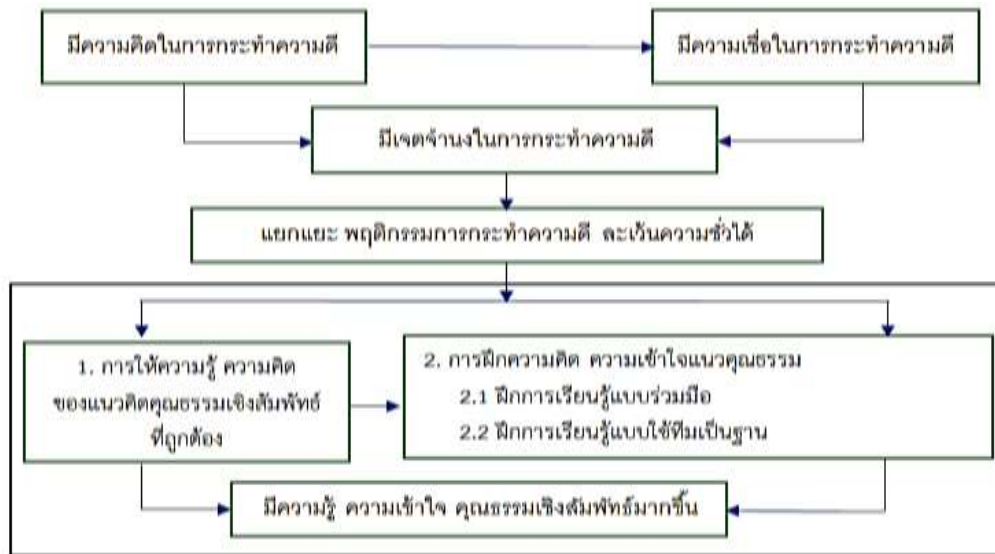 มีความคิดในการกระทำความดี
มีความเชื่อในการกระทำความดี
มีเจตจำนงในการกระทำความดี
แยกแยะ พฤติกรรมการกระทำความดี ละเว้นความชั่วได้
1. การให้ความรู้ ความคิด
ของแนวคิดคุณธรรมเชิงสัมพัทธ์
ที่ถูกต้อง
2. การฝึกความคิด ความเข้าใจแนวคุณธรรม
2.1 ฝึกการเรียนรู้แบบร่วมมือ
2.2 ฝึกการเรียนรู้แบบใช้ทีมเป็นฐาน
มีความรู้ ความเข้าใจ คุณธรรมเชิงสัมพัทธ์มากขึ้น